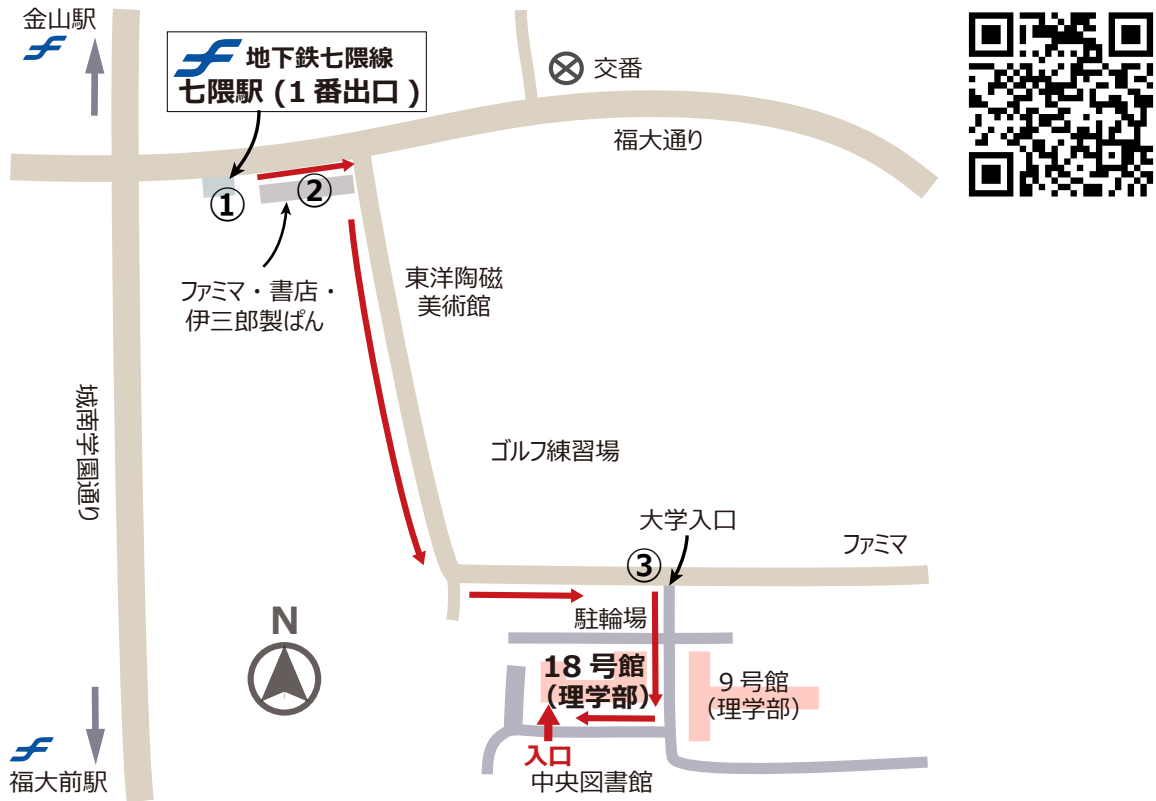 金山駅
地下鉄七隈線
七隈駅 (1 番出口 )
交番
福大通り
①
②
ファミマ・書店・
伊三郎製ぱん
東洋陶磁
美術館
城南学園通り
ゴルフ練習場
大学入口
③
ファミマ
駐輪場
N
18 号館
(理学部)
9 号館
(理学部)
入口
中央図書館
福大前駅